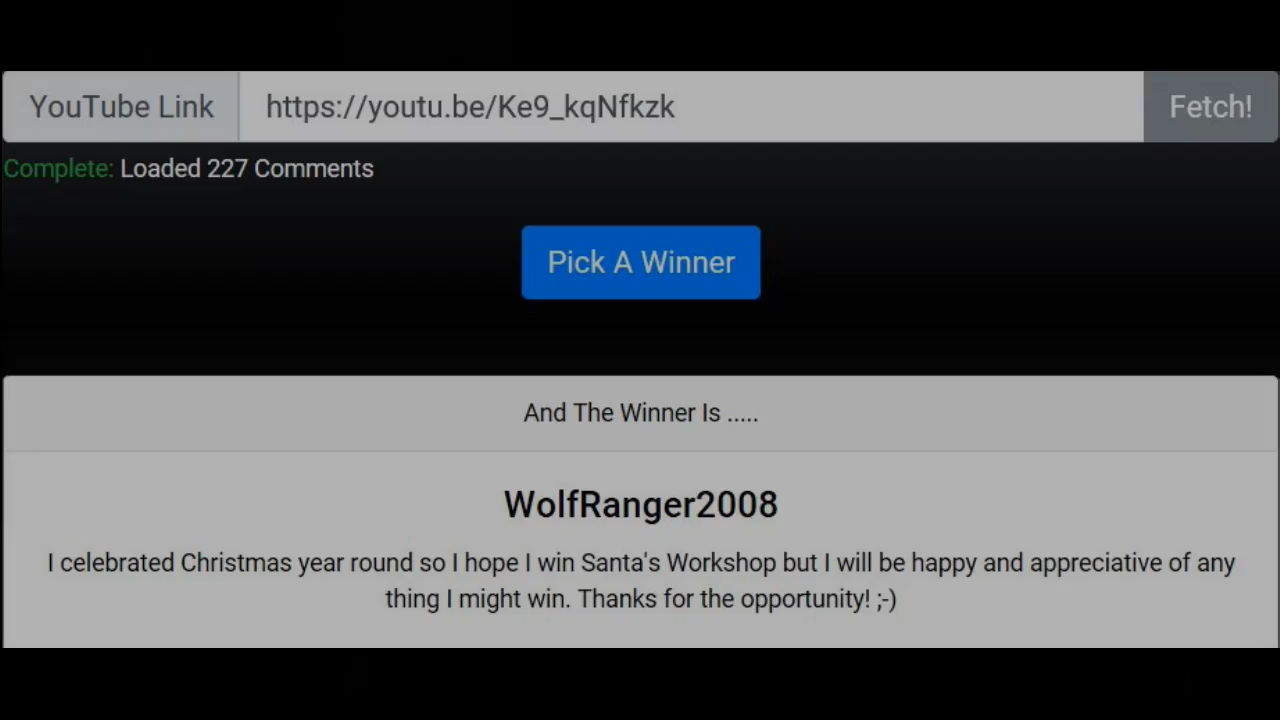 YouTube Link https://youtu.be/Ke9_kqNfkzk Fetch!
Complete: Loaded 227 Comments
Pick A Winner
And The Winner Is .....
WolfRanger2008
I celebrated Christmas year round so I hope I win Santa's Workshop but I will be happy and appreciative of any
thing I might win. Thanks for the opportunity! ;-)